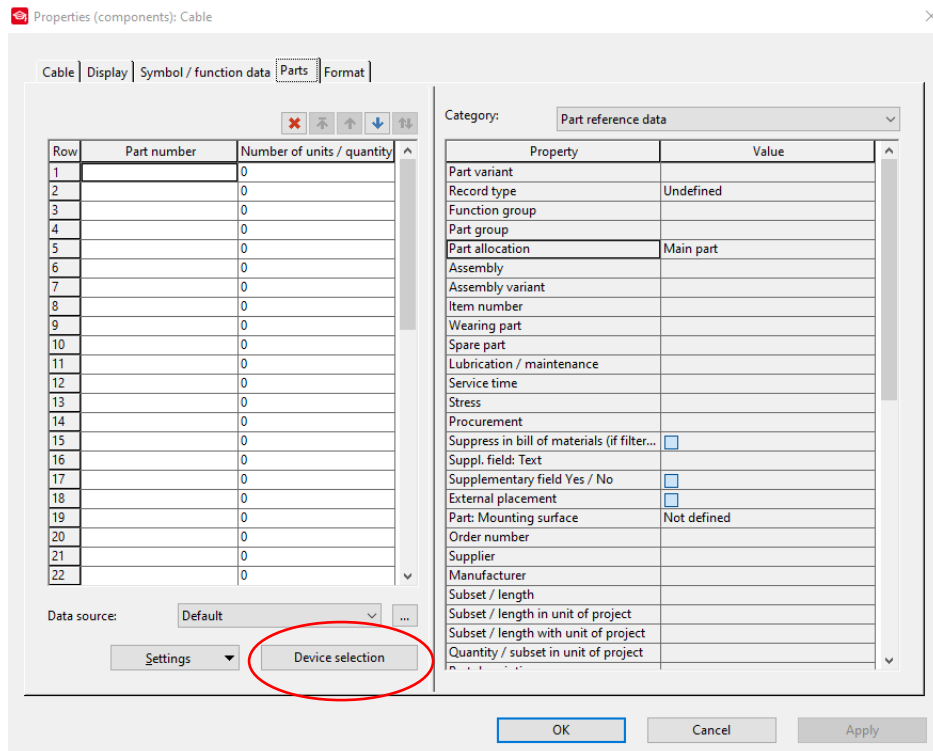 Properties (components): Cable
Cable Display Symbol / function data Parts Format
Category: Part reference data
Row Part number Number of units / quantity
1 0
2 0
3 0
4 0
5 0
6 0
7 0
8 0
9 0
10 0
11 0
12 0
13 0
14 0
15 0
16 0
17 0
18 0
19 0
20 0
21 0
22 0
Data source: Default ...
Settings Device selection
Property Value
Part variant
Record type Undefined
Function group
Part group
Part allocation Main part
Assembly
Assembly variant
Item number
Wearing part
Spare part
Lubrication / maintenance
Service time
Stress
Procurement
Suppress in bill of materials (if filter...
Suppl. field: Text
Supplementary field Yes / No
External placement
Part: Mounting surface Not defined
Order number
Supplier
Manufacturer
Subset / length
Subset / length in unit of project
Subset / length with unit of project
Quantity / subset in unit of project
OK Cancel Apply